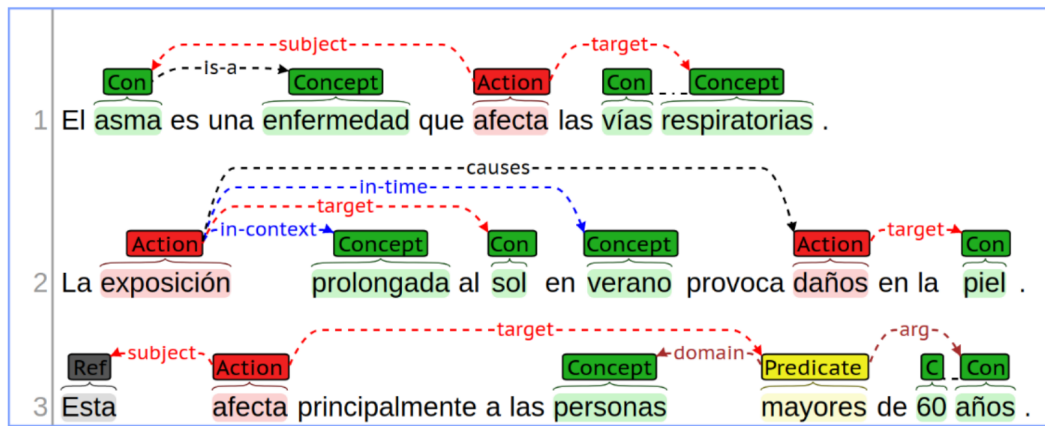 subject target
is-a
Con Concept Action Con Concept
1 El asma es una enfermedad que afecta las vías respiratorias .
causes
in-time
target
Action in-context Concept Con Concept Action target Con
2 La exposición prolongada al sol en verano provoca daños en la piel .
target arg
Ref subject Action Concept domain Predicate C Con
3 Esta afecta principalmente a las personas mayores de 60 años .